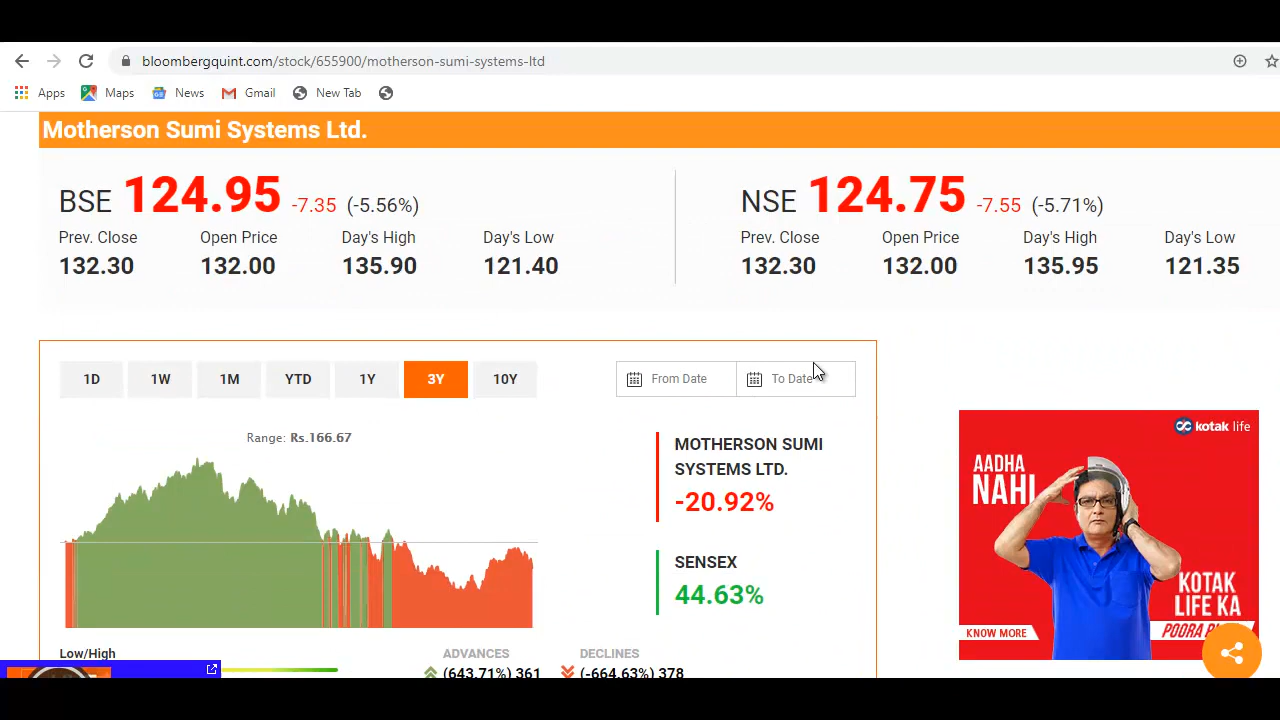 bloombergquint.com/stock/655900/motherson-sumi-systems-ltd
Apps Maps News Gmail New Tab
Motherson Sumi Systems Ltd.
BSE 124.95 -7.35 (-5.56%)
Prev. Close Open Price Day's High Day's Low
132.30 132.00 135.90 121.40
NSE 124.75 -7.55 (-5.71%)
Prev. Close Open Price Day's High Day's Low
132.30 132.00 135.95 121.35
1D 1W 1M YTD 1Y 3Y 10Y
From Date To Date
Range: Rs.166.67
MOTHERSON SUMI
SYSTEMS LTD.
-20.92%
SENSEX
44.63%
Low/High
ADVANCES
(643.71%) 361
DECLINES
(-664.63%) 378
kotak life
AADHA
NAHI
KOTAK
LIFE KA
POORA
KNOW MORE